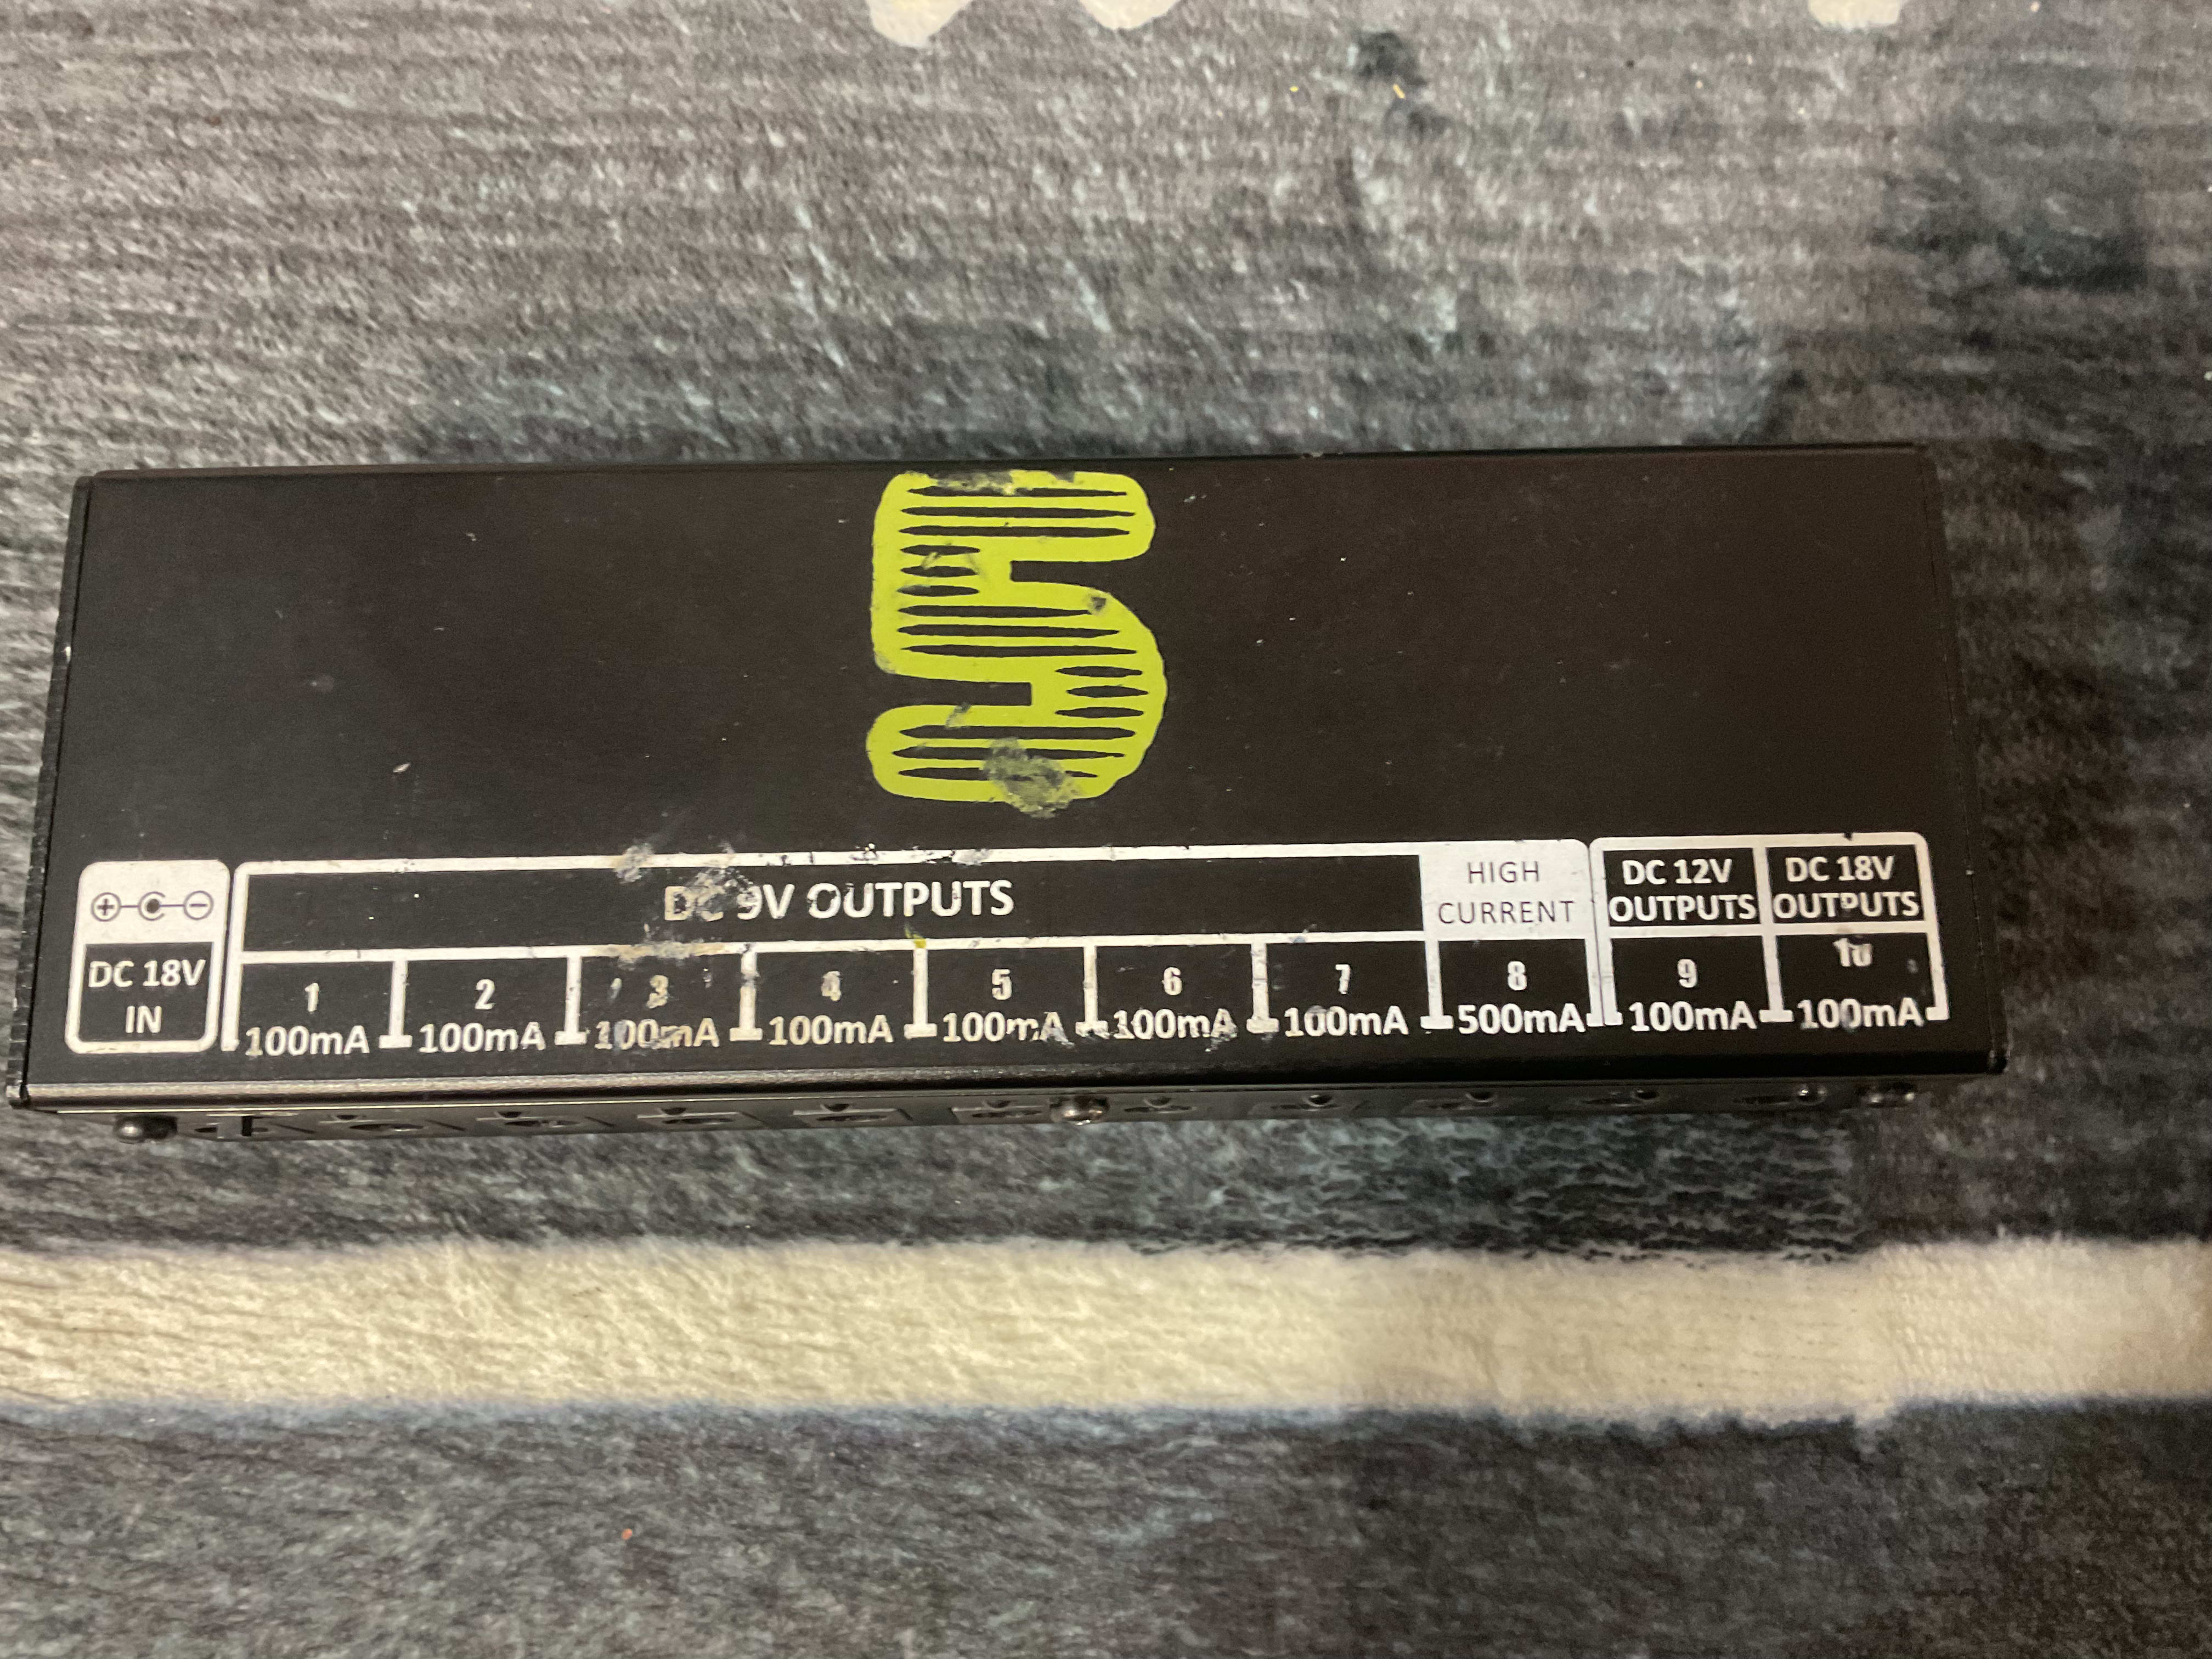 5
DC 18V
IN
DC 9V OUTPUTS
HIGH
CURRENT
DC 12V
OUTPUTS
DC 18V
OUTPUTS
1
100mA
2
100mA
3
100mA
4
100mA
5
100mA
6
100mA
7
100mA
8
500mA
9
100mA
10
100mA